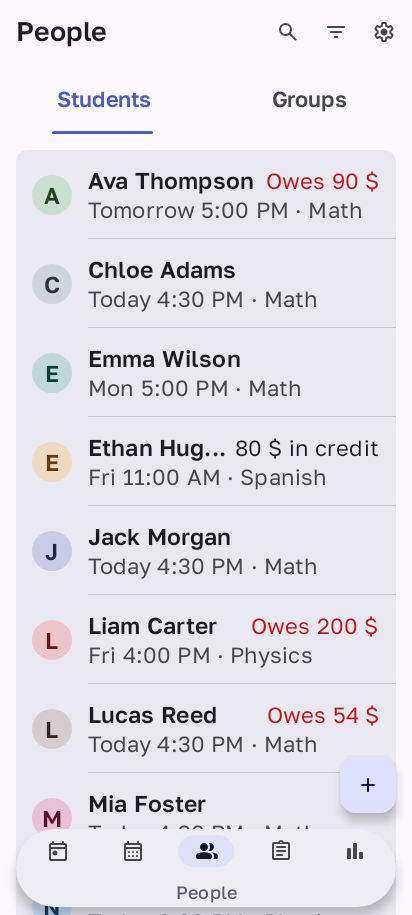 People
Students Groups
A Ava Thompson Owes 90 $
Tomorrow 5:00 PM · Math
C Chloe Adams
Today 4:30 PM · Math
E Emma Wilson
Mon 5:00 PM · Math
E Ethan Hug... 80 $ in credit
Fri 11:00 AM · Spanish
J Jack Morgan
Today 4:30 PM · Math
L Liam Carter Owes 200 $
Fri 4:00 PM · Physics
L Lucas Reed Owes 54 $
Today 4:30 PM · Math
+
M Mia Foster
People
N